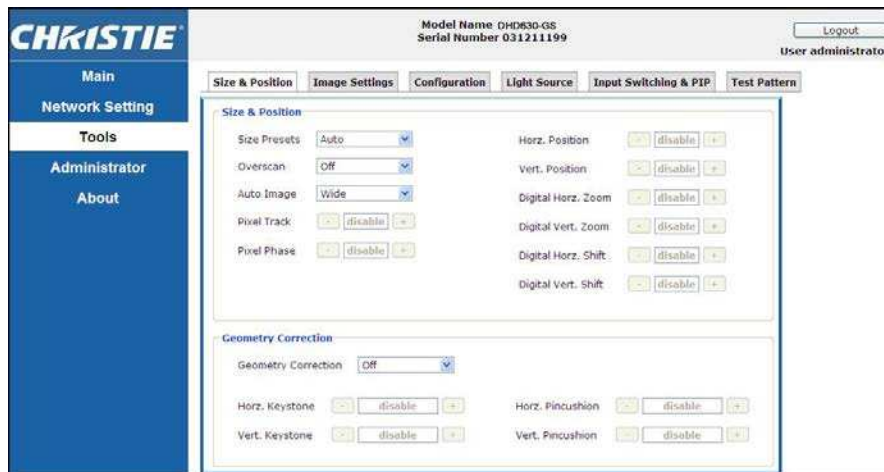 CHRISTIE
Model Name DHD630-GS
Serial Number 031211199
Logout
User administrato
Main
Network Setting
Tools
Administrator
About
Size & Position
Image Settings
Configuration
Light Source
Input Switching & PIP
Test Pattern
Size & Position
Size Presets Auto
Overscan Off
Auto Image Wide
Pixel Track - disable +
Pixel Phase - disable +
Horz. Position - disable +
Vert. Position - disable +
Digital Horz. Zoom - disable +
Digital Vert. Zoom - disable +
Digital Horz. Shift - disable +
Digital Vert. Shift - disable +
Geometry Correction
Geometry Correction Off
Horz. Keystone - disable +
Vert. Keystone - disable +
Horz. Pincushion - disable +
Vert. Pincushion - disable +